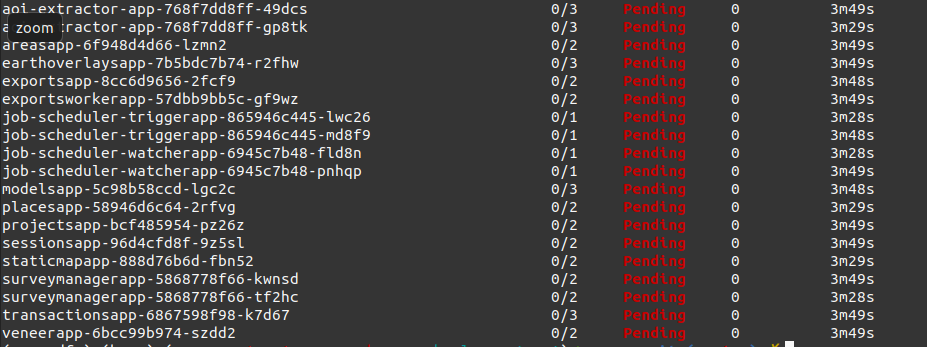 aoi-extractor-app-768f7dd8ff-49dcs 0/3 Pending 0 3m49s
zoom
tractor-app-768f7dd8ff-gp8tk 0/3 Pending 0 3m29s
areasapp-6f948d4d66-lzmn2 0/2 Pending 0 3m49s
earthoverlaysapp-7b5bdc7b74-r2fhw 0/3 Pending 0 3m49s
exportsapp-8cc6d9656-2fcf9 0/2 Pending 0 3m48s
exportsworkerapp-57dbb9bb5c-gf9wz 0/2 Pending 0 3m49s
job-scheduler-triggerapp-865946c445-lwc26 0/1 Pending 0 3m28s
job-scheduler-triggerapp-865946c445-md8f9 0/1 Pending 0 3m48s
job-scheduler-watcherapp-6945c7b48-fld8n 0/1 Pending 0 3m28s
job-scheduler-watcherapp-6945c7b48-pnhqp 0/1 Pending 0 3m49s
modelsapp-5c98b58ccd-lgc2c 0/3 Pending 0 3m48s
placesapp-58946d6c64-2rfvg 0/2 Pending 0 3m29s
projectsapp-bcf485954-pz26z 0/2 Pending 0 3m49s
sessionsapp-96d4cfd8f-9z5sl 0/2 Pending 0 3m49s
staticmapapp-888d76b6d-fbn52 0/2 Pending 0 3m29s
surveymanagerapp-5868778f66-kwnsd 0/2 Pending 0 3m49s
surveymanagerapp-5868778f66-tf2hc 0/2 Pending 0 3m28s
transactionsapp-6867598f98-k7d67 0/2 Pending 0 3m49s
veneerapp-6bcc99b974-szdd2 0/2 Pending 0 3m49s